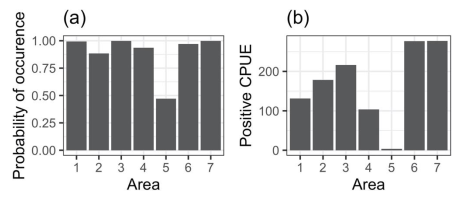 (a)
Probability of occurence
1.00
0.75
0.50
0.25
0.00
1 2 3 4 5 6 7
Area
(b)
Positive CPUE
200
100
0
1 2 3 4 5 6 7
Area